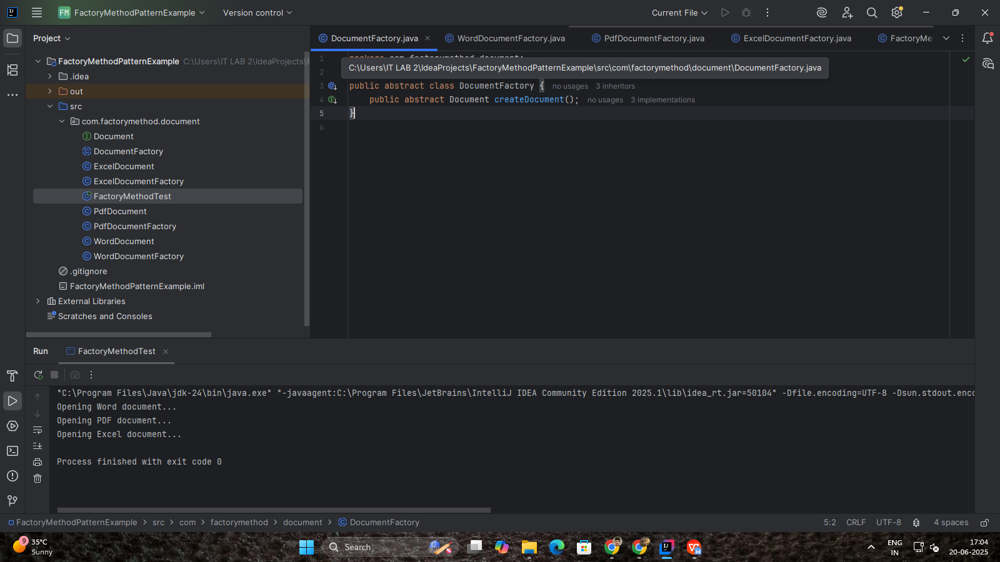 FM FactoryMethodPatternExample Version control Current File
Project
DocumentFactory.java WordDocumentFactory.java PdfDocumentFactory.java ExcelDocumentFactory.java FactoryMe
FactoryMethodPatternExample C:\Users\IT LAB 2\IdeaProjects\F
.idea
out
src
com.factorymethod.document
Document
DocumentFactory
ExcelDocument
ExcelDocumentFactory
FactoryMethodTest
PdfDocument
PdfDocumentFactory
WordDocument
WordDocumentFactory
.gitignore
FactoryMethodPatternExample.iml
External Libraries
Scratches and Consoles
1 package com.factorymethod.document;
C:\Users\IT LAB 2\IdeaProjects\FactoryMethodPatternExample\src\com\factorymethod\document\DocumentFactory.java
2
3 public abstract class DocumentFactory { no usages 3 inheritors
4 public abstract Document createDocument(); no usages 3 implementations
5 }
6
Run FactoryMethodTest
"C:\Program Files\Java\jdk-24\bin\java.exe" "-javaagent:C:\Program Files\JetBrains\IntelliJ IDEA Community Edition 2025.1\lib\idea_rt.jar=50104" -Dfile.encoding=UTF-8 -Dsun.stdout.enco
Opening Word document...
Opening PDF document...
Opening Excel document...
Process finished with exit code 0
FactoryMethodPatternExample > src > com > factorymethod > document > DocumentFactory 5:2 CRLF UTF-8 4 spaces
9
35°C
Sunny
Search
ENG
IN
17:04
20-06-2025